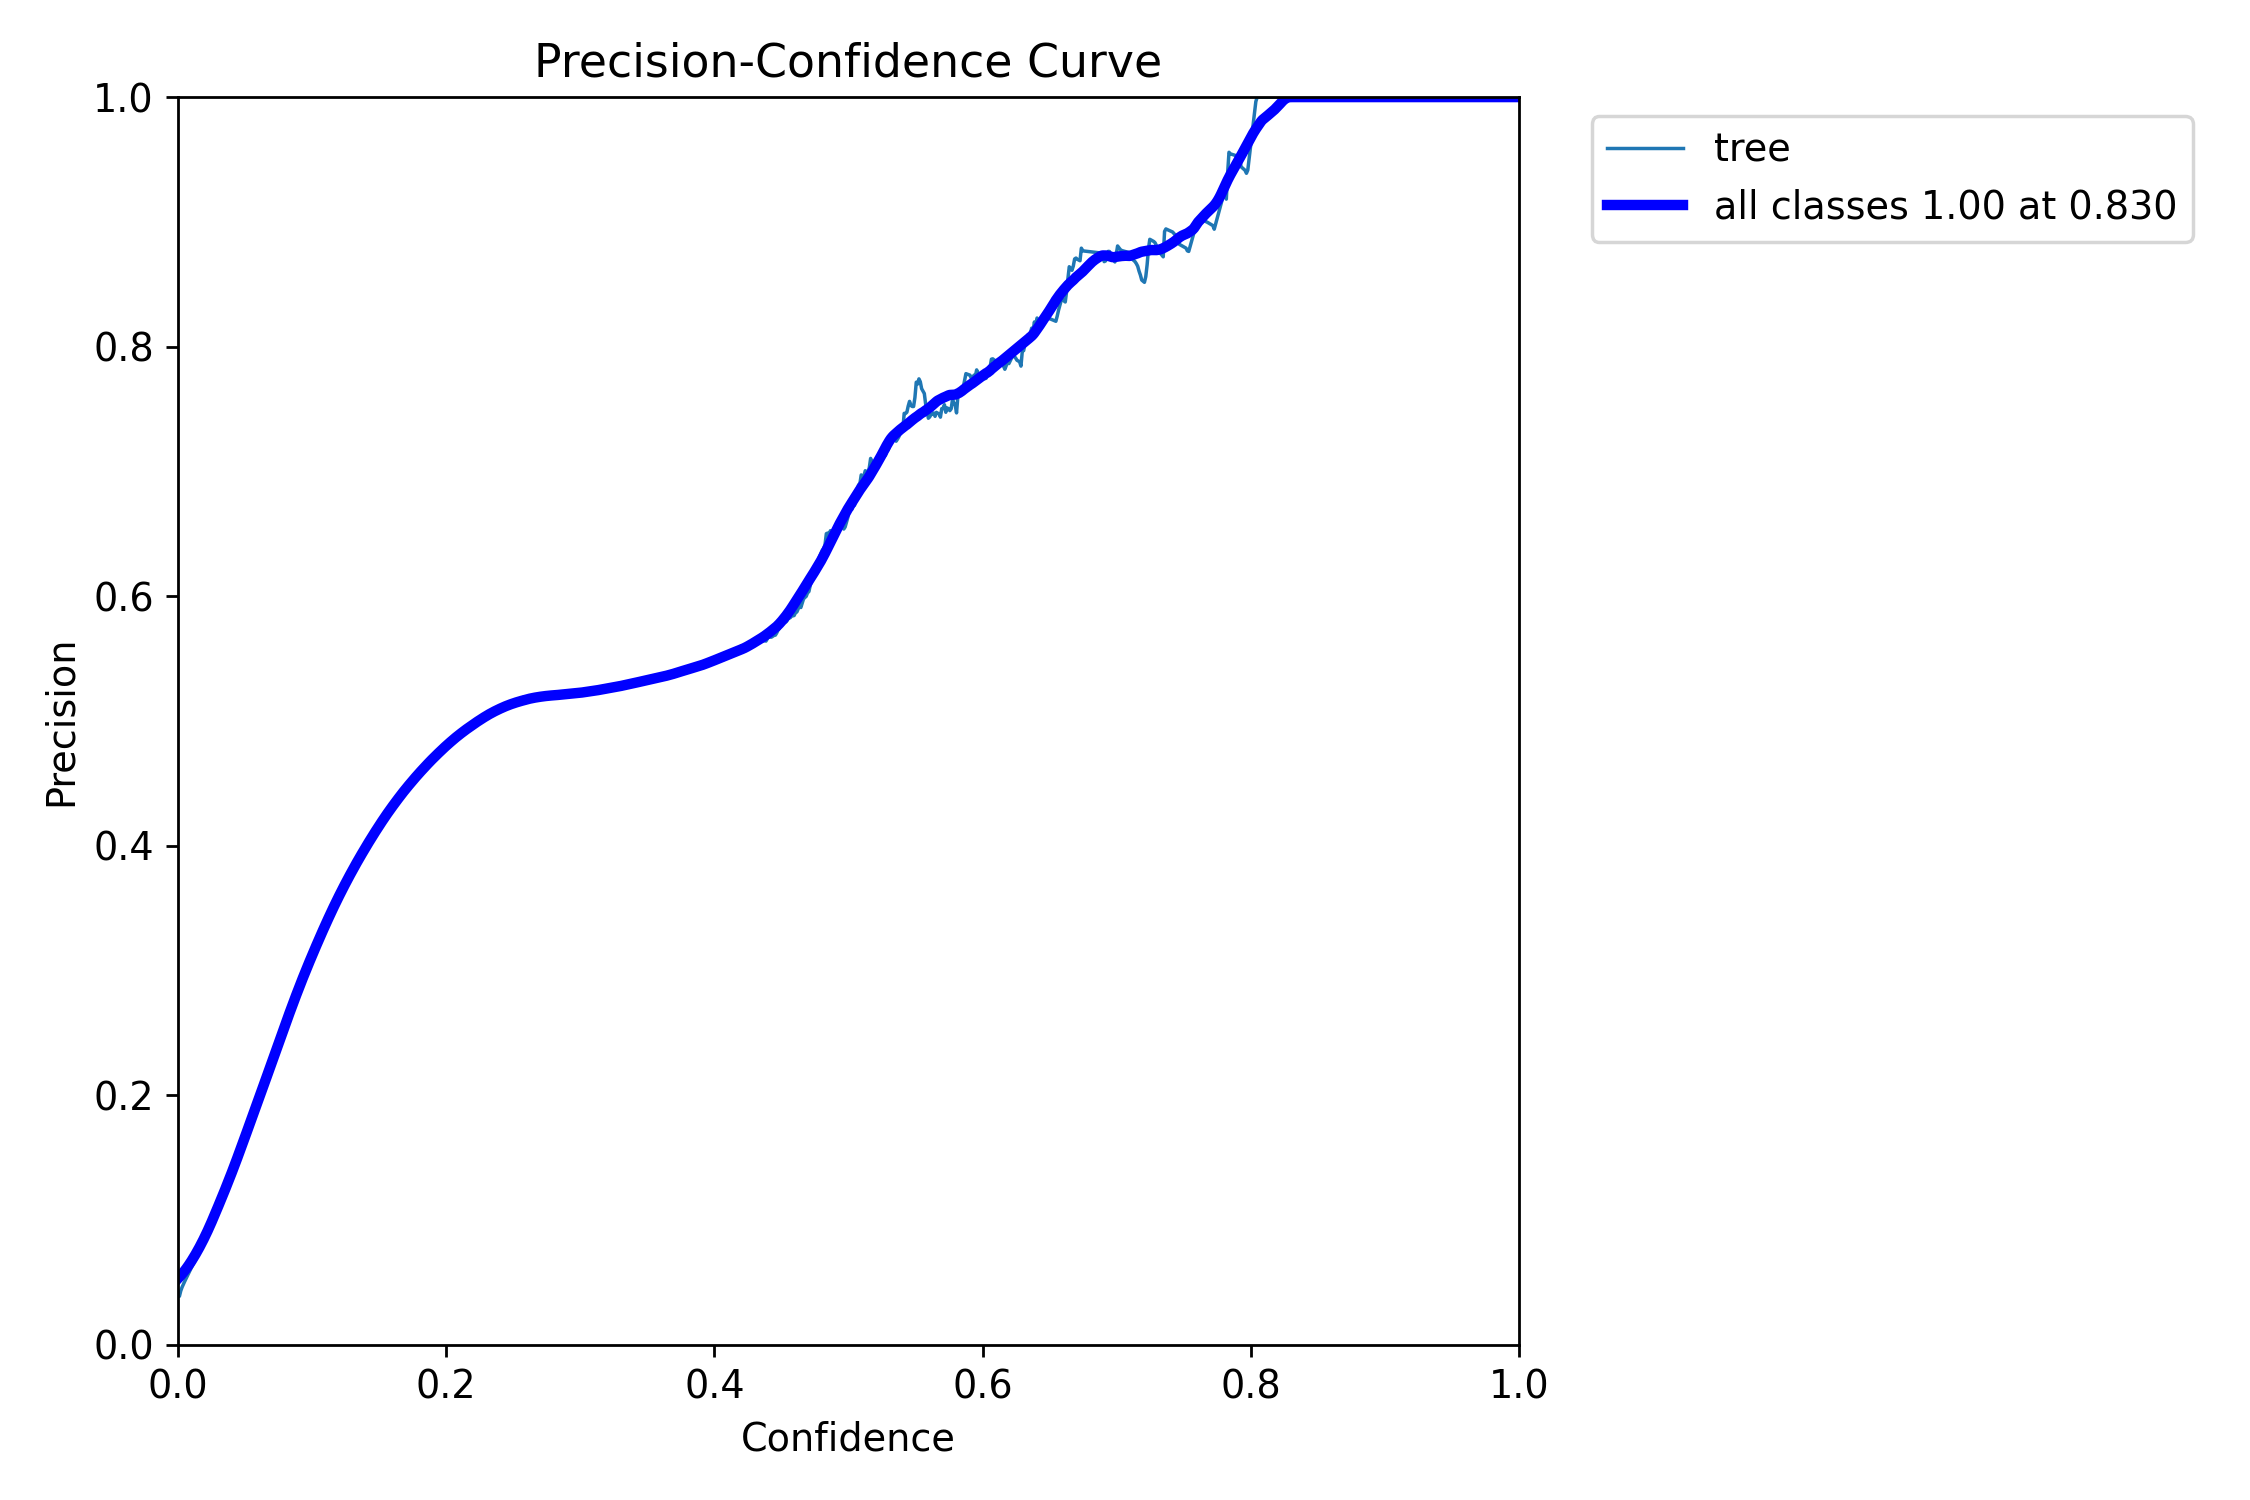 Precision-Confidence Curve
tree
all classes 1.00 at 0.830
Precision
1.0
0.8
0.6
0.4
0.2
0.0
0.0 0.2 0.4 0.6 0.8 1.0
Confidence